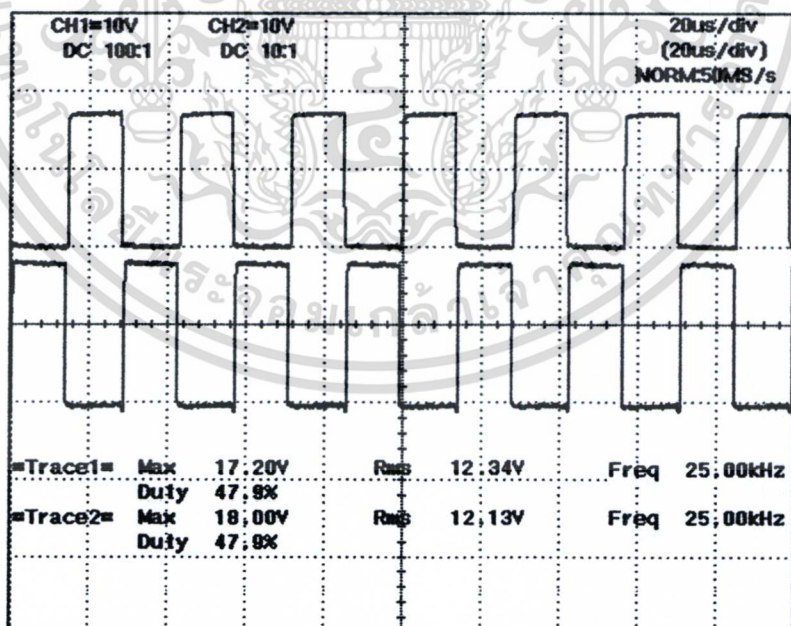 CH1=10V CH2=10V 20us/div
DC 100:1 DC 10:1 (20us/div)
NORM:50MS/s
=Trace1= Max 17.20V Rms 12.34V Freq 25.00kHz
Duty 47.9%
=Trace2= Max 18.00V Rms 12.13V Freq 25.00kHz
Duty 47.9%